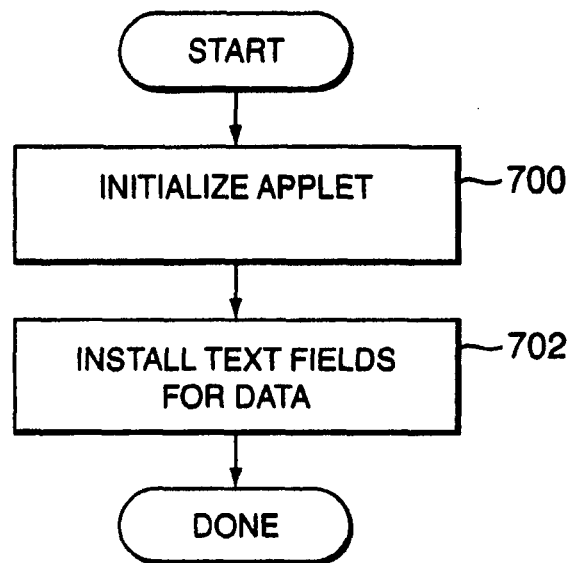 START
INITIALIZE APPLET
700
INSTALL TEXT FIELDS
FOR DATA
702
DONE